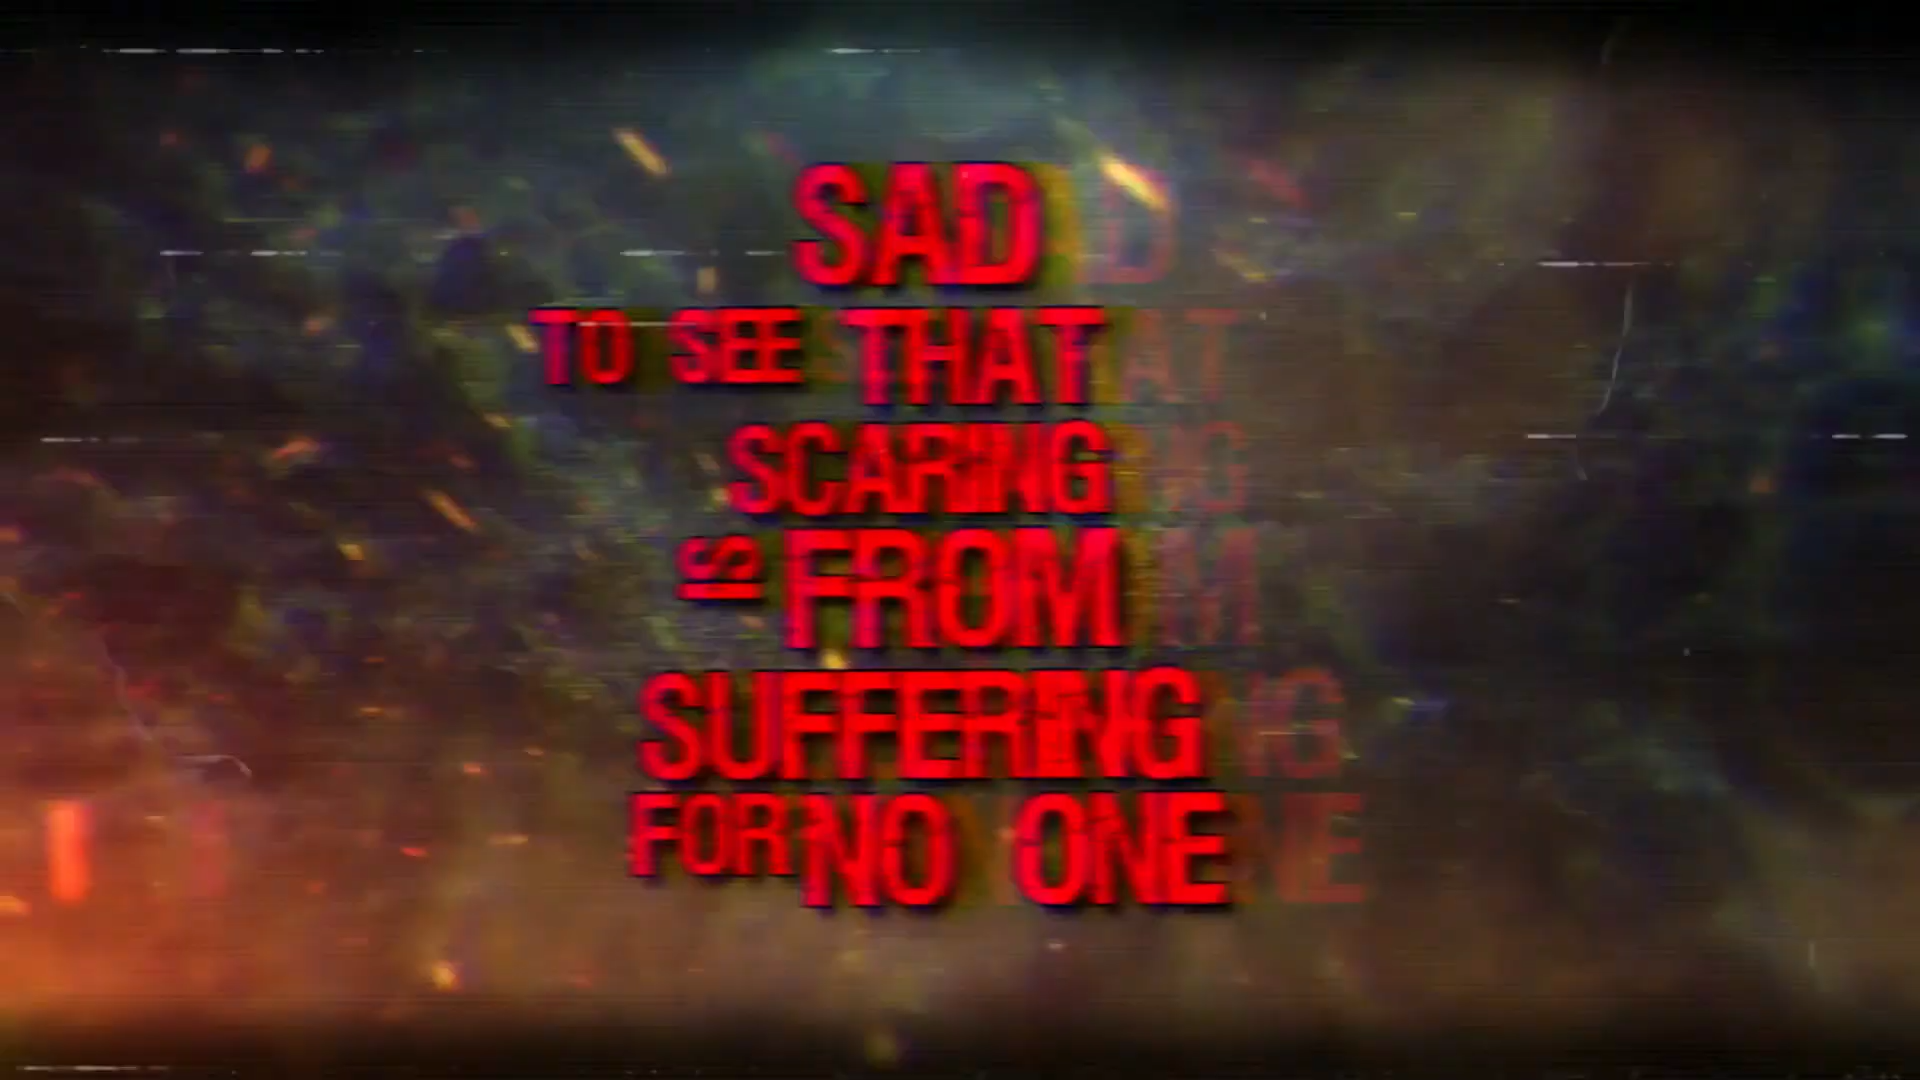 SAD
TO SEE THAT
SCARING
IS FROM
SUFFERING
FOR NO ONE